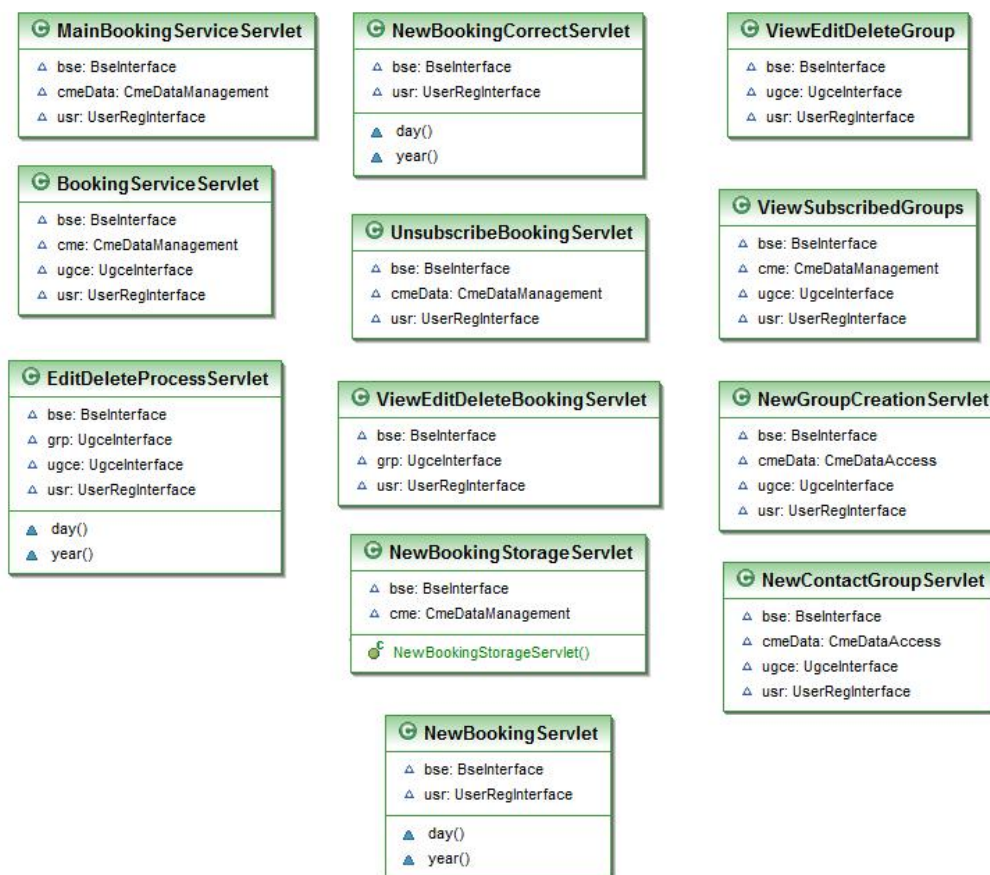 MainBookingServiceServlet
bse: BseInterface
cmeData: CmeDataManagement
usr: UserRegInterface
BookingServiceServlet
bse: BseInterface
cme: CmeDataManagement
ugce: UgceInterface
usr: UserRegInterface
EditDeleteProcessServlet
bse: BseInterface
grp: UgceInterface
ugce: UgceInterface
usr: UserRegInterface
day()
year()
NewBookingCorrectServlet
bse: BseInterface
usr: UserRegInterface
day()
year()
UnsubscribeBookingServlet
bse: BseInterface
cmeData: CmeDataManagement
usr: UserRegInterface
ViewEditDeleteBookingServlet
bse: BseInterface
grp: UgceInterface
usr: UserRegInterface
NewBookingStorageServlet
bse: BseInterface
cme: CmeDataManagement
NewBookingStorageServlet()
NewBookingServlet
bse: BseInterface
usr: UserRegInterface
day()
year()
ViewEditDeleteGroup
bse: BseInterface
ugce: UgceInterface
usr: UserRegInterface
ViewSubscribedGroups
bse: BseInterface
cme: CmeDataManagement
ugce: UgceInterface
usr: UserRegInterface
NewGroupCreationServlet
bse: BseInterface
cmeData: CmeDataAccess
ugce: UgceInterface
usr: UserRegInterface
NewContactGroupServlet
bse: BseInterface
cmeData: CmeDataAccess
ugce: UgceInterface
usr: UserRegInterface